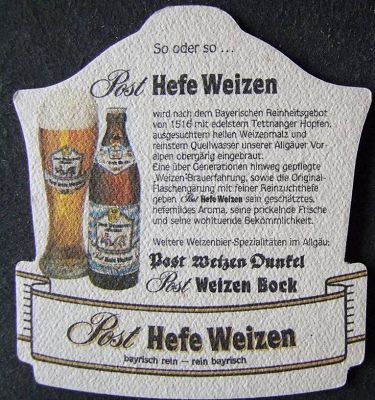 So oder so ...
Post Hefe Weizen
wird nach dem Bayerischen Reinheitsgebot
von 1516 mit edelstem Tettnanger Hopfen,
ausgesuchtem hellen Weizenmalz und
reinstem Quellwasser unserer Allgäuer Vor-
alpen obergärig eingebraut.
Eine über Generationen hinweg gepflegte
„Weizen“-Brauerfahrung, sowie die Original-
Flaschengärung mit feiner Reinzuchthefe
geben Post Hefe Weizen sein geschätztes,
hefemildes Aroma, seine prickelnde Frische
und seine wohltuende Bekömmlichkeit.
Weitere Weizenbier-Spezialitäten im Allgäu:
Post Weizen Dunkel
Post Weizen Bock
Post Hefe Weizen
bayrisch rein — rein bayrisch